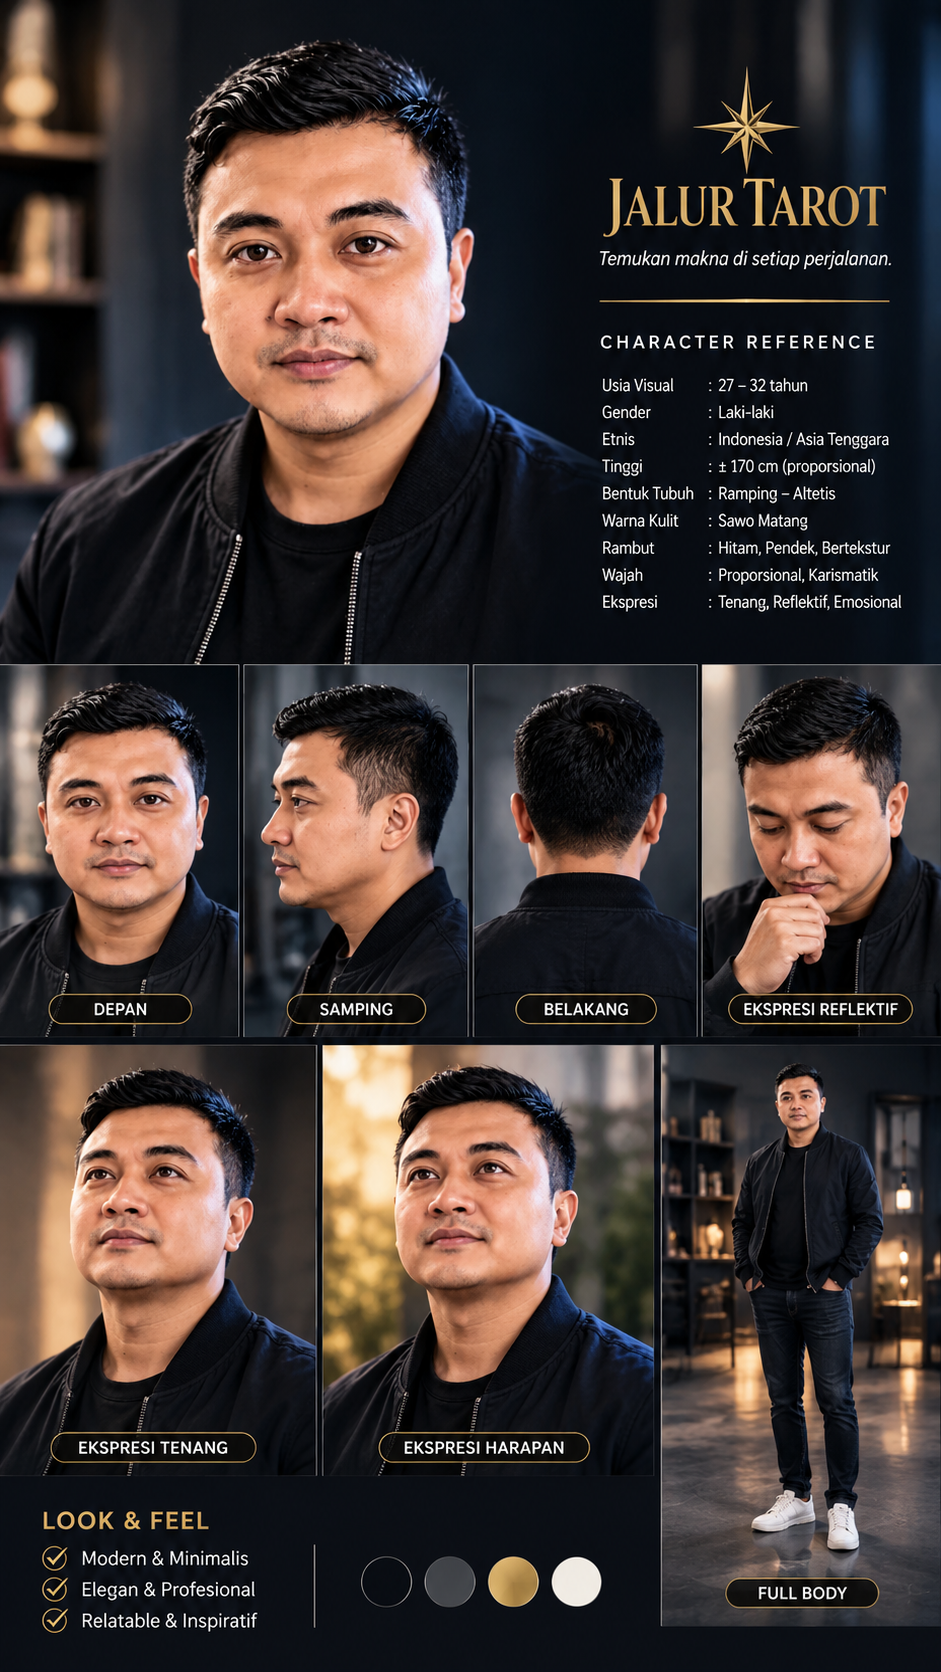 JALUR TAROT
Temukan makna di setiap perjalanan.
CHARACTER REFERENCE
Usia Visual : 27 – 32 tahun
Gender : Laki-laki
Etnis : Indonesia / Asia Tenggara
Tinggi : ± 170 cm (proporsional)
Bentuk Tubuh : Ramping – Altetis
Warna Kulit : Sawo Matang
Rambut : Hitam, Pendek, Bertekstur
Wajah : Proporsional, Karismatik
Ekspresi : Tenang, Reflektif, Emosional
DEPAN
SAMPING
BELAKANG
EKSPRESI REFLEKTIF
EKSPRESI TENANG
EKSPRESI HARAPAN
FULL BODY
LOOK & FEEL
Modern & Minimalis
Elegan & Profesional
Relatable & Inspiratif